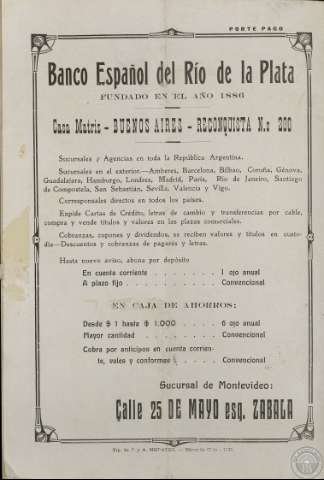 PORTE PAGO
Banco Español del Río de la Plata
FUNDADO EN EL AÑO 1886
Casa Matriz - BUENOS AIRES - RECONQUISTA N.º 200
Sucursales y Agencias en toda la República Argentina.
Sucursales en el exterior.—Amberes, Barcelona, Bilbao, Coruña, Génova,
Guadalajara, Hamburgo, Londres, Madrid, París, Río de Janeiro, Santiago
de Compostela, San Sebastián, Sevilla, Valencia y Vigo.
Corresponsales directos en todos los países.
Expide Cartas de Crédito, letras de cambio y transferencias por cable,
compra y vende títulos y valores en las plazas comerciales.
Cobranzas, cupones y dividendos, se reciben valores y títulos en custo-
dia—Descuentos y cobranzas de pagarés y letras.
Hasta nuevo aviso, abona por depósito
En cuenta corriente . . . . . . . 1 ojo anual
A plazo fijo . . . . . . . . . Convencional
EN CAJA DE AHORROS:
Desde $ 1 hasta $ 1.000 . . . . . 6 ojo anual
Mayor cantidad . . . . . . . . Convencional
Cobra por anticipos en cuenta corrien-
te, vales y conformes . . . . . Convencional
Sucursal de Montevideo:
Calle 25 DE MAYO esq. ZABALA